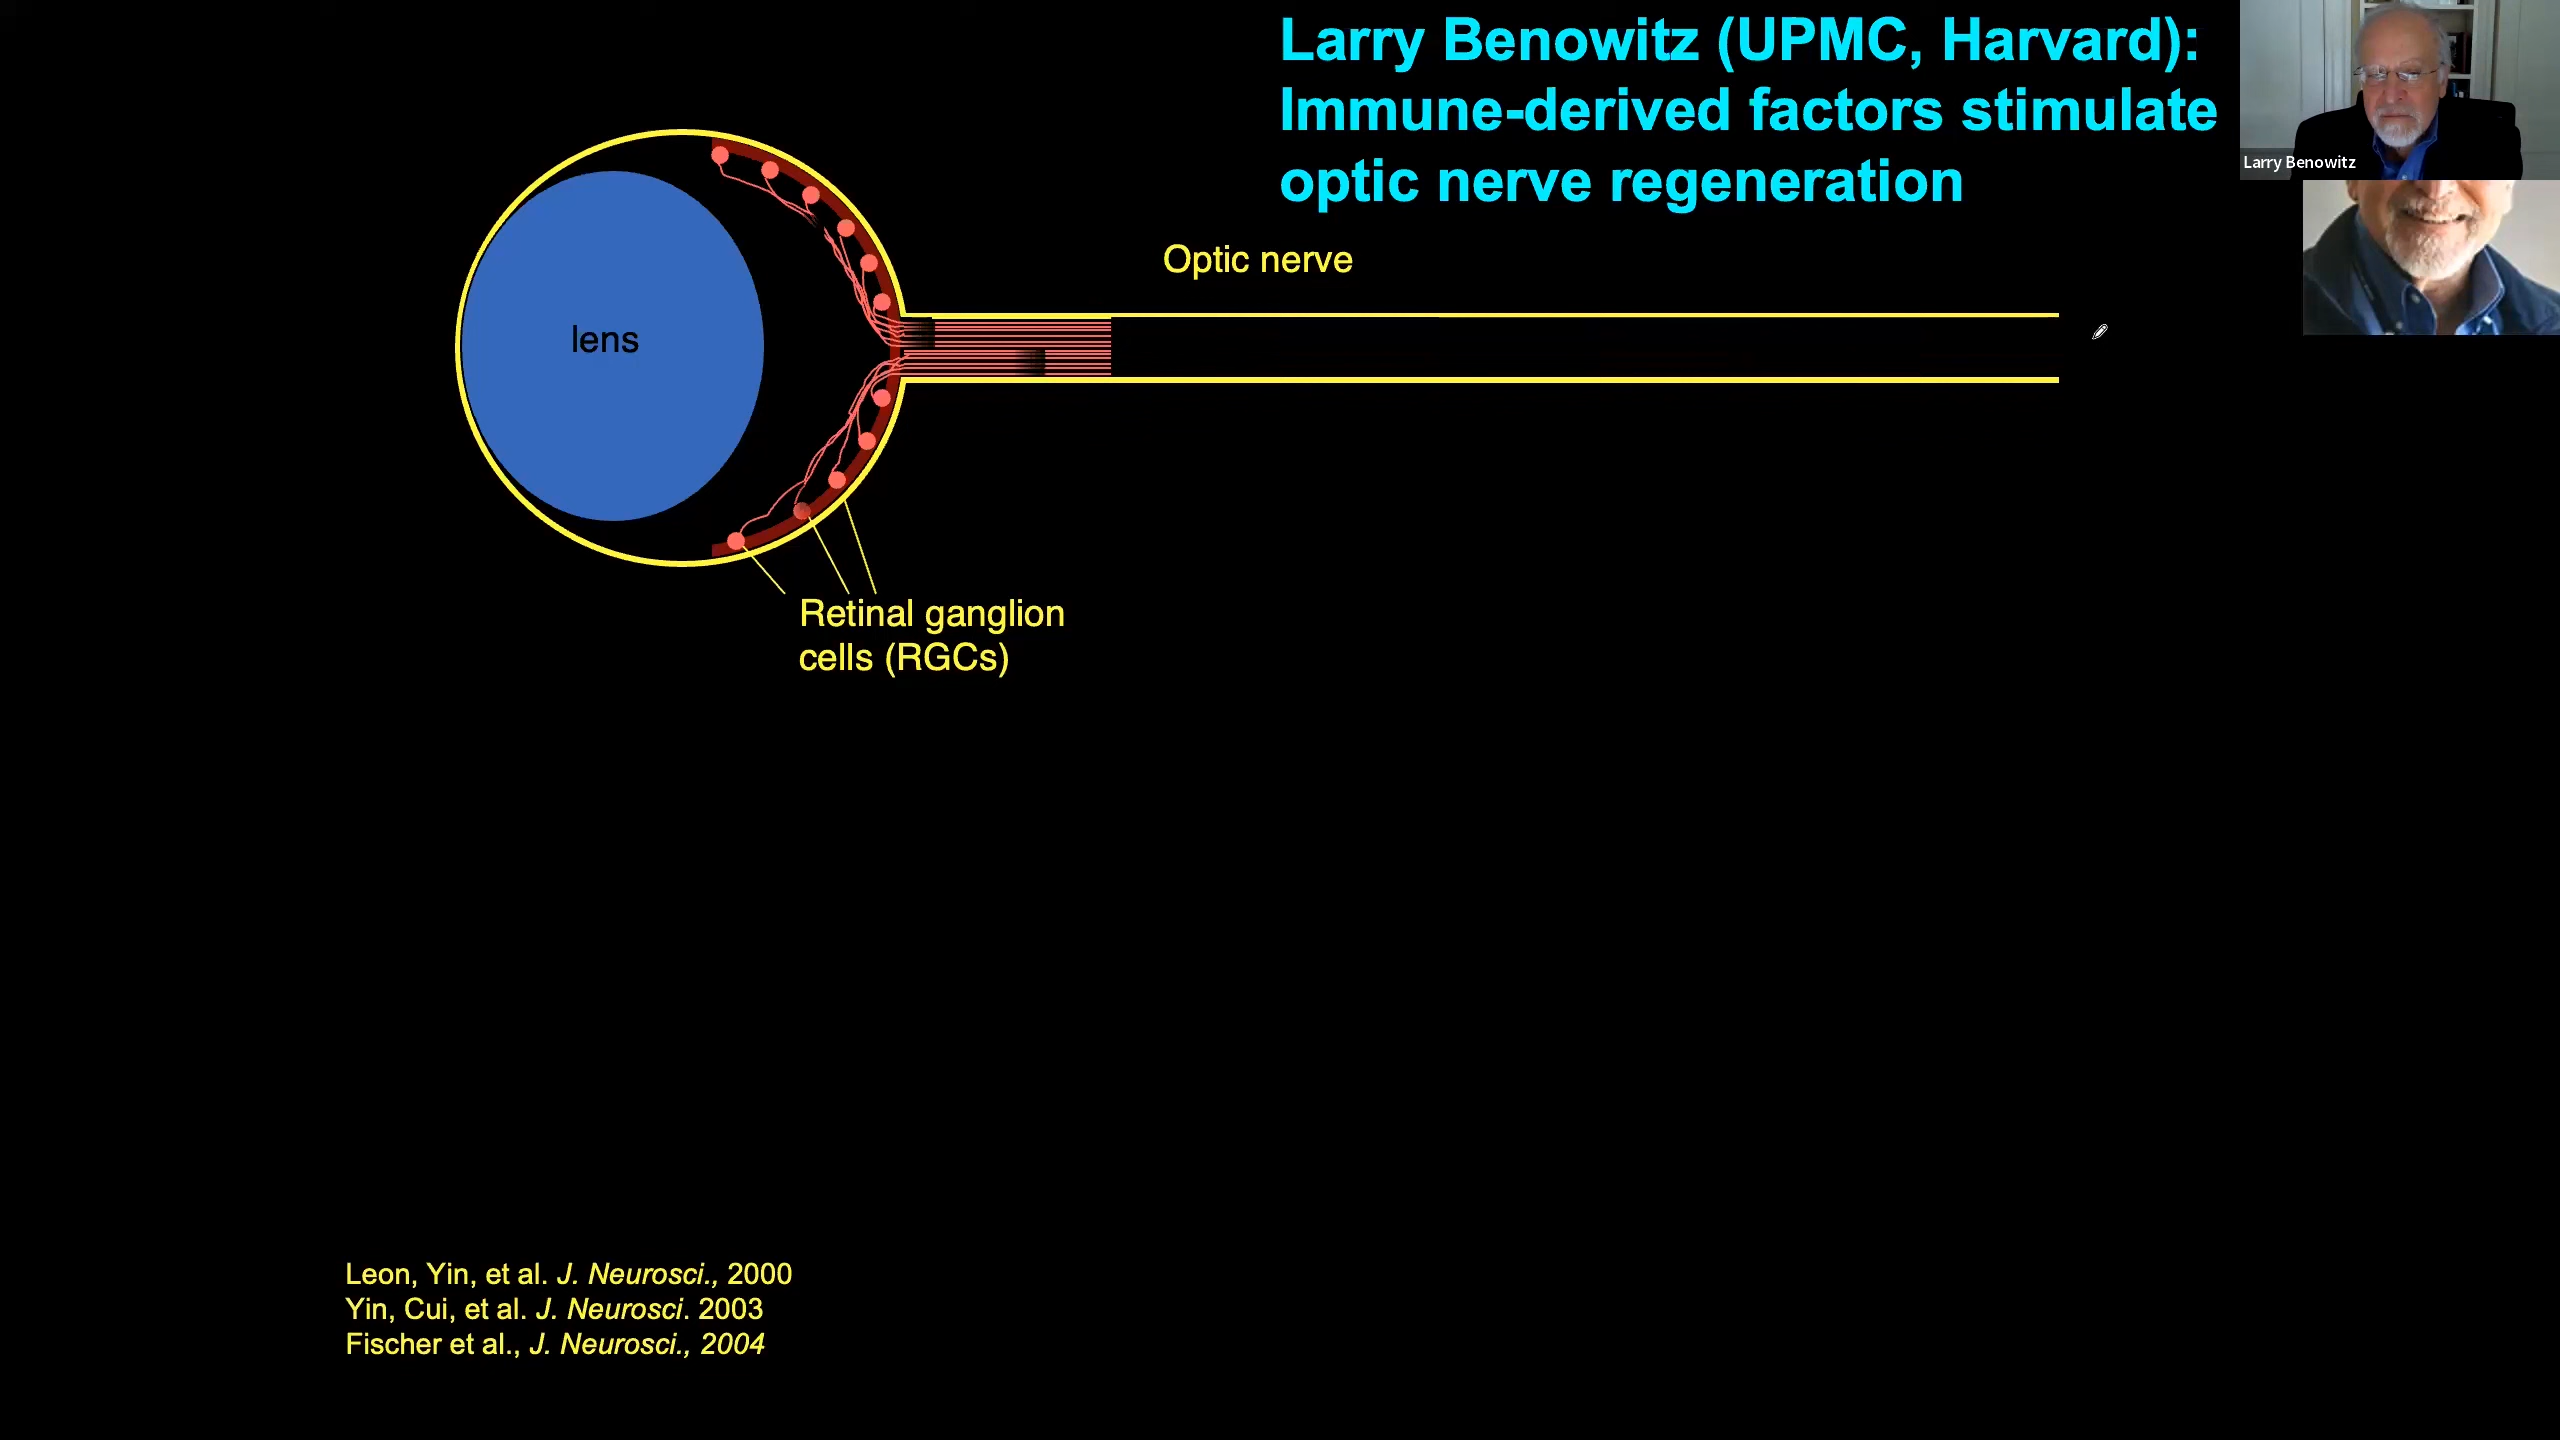 Larry Benowitz (UPMC, Harvard):
Immune-derived factors stimulate
optic nerve regeneration
Larry Benowitz
Optic nerve
lens
Retinal ganglion
cells (RGCs)
Leon, Yin, et al. J. Neurosci., 2000
Yin, Cui, et al. J. Neurosci. 2003
Fischer et al., J. Neurosci., 2004